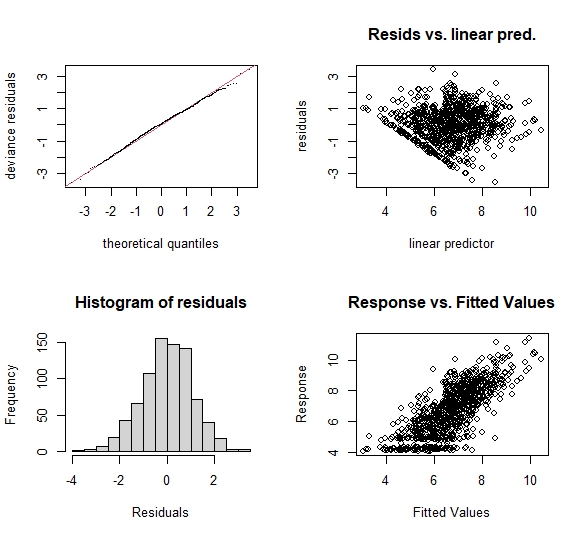 deviance residuals
3
1
-1
-3
-3 -2 -1 0 1 2 3
theoretical quantiles
Resids vs. linear pred.
residuals
3
1
-1
-3
4 6 8 10
linear predictor
Histogram of residuals
Frequency
150
100
50
0
-4 -2 0 2
Residuals
Response vs. Fitted Values
Response
10
8
6
4
4 6 8 10
Fitted Values